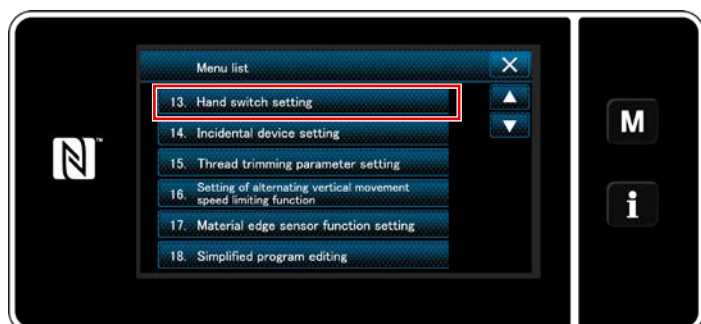 Menu list
13. Hand switch setting
14. Incidental device setting
15. Thread trimming parameter setting
16. Setting of alternating vertical movement
speed limiting function
17. Material edge sensor function setting
18. Simplified program editing
M
i
N
™